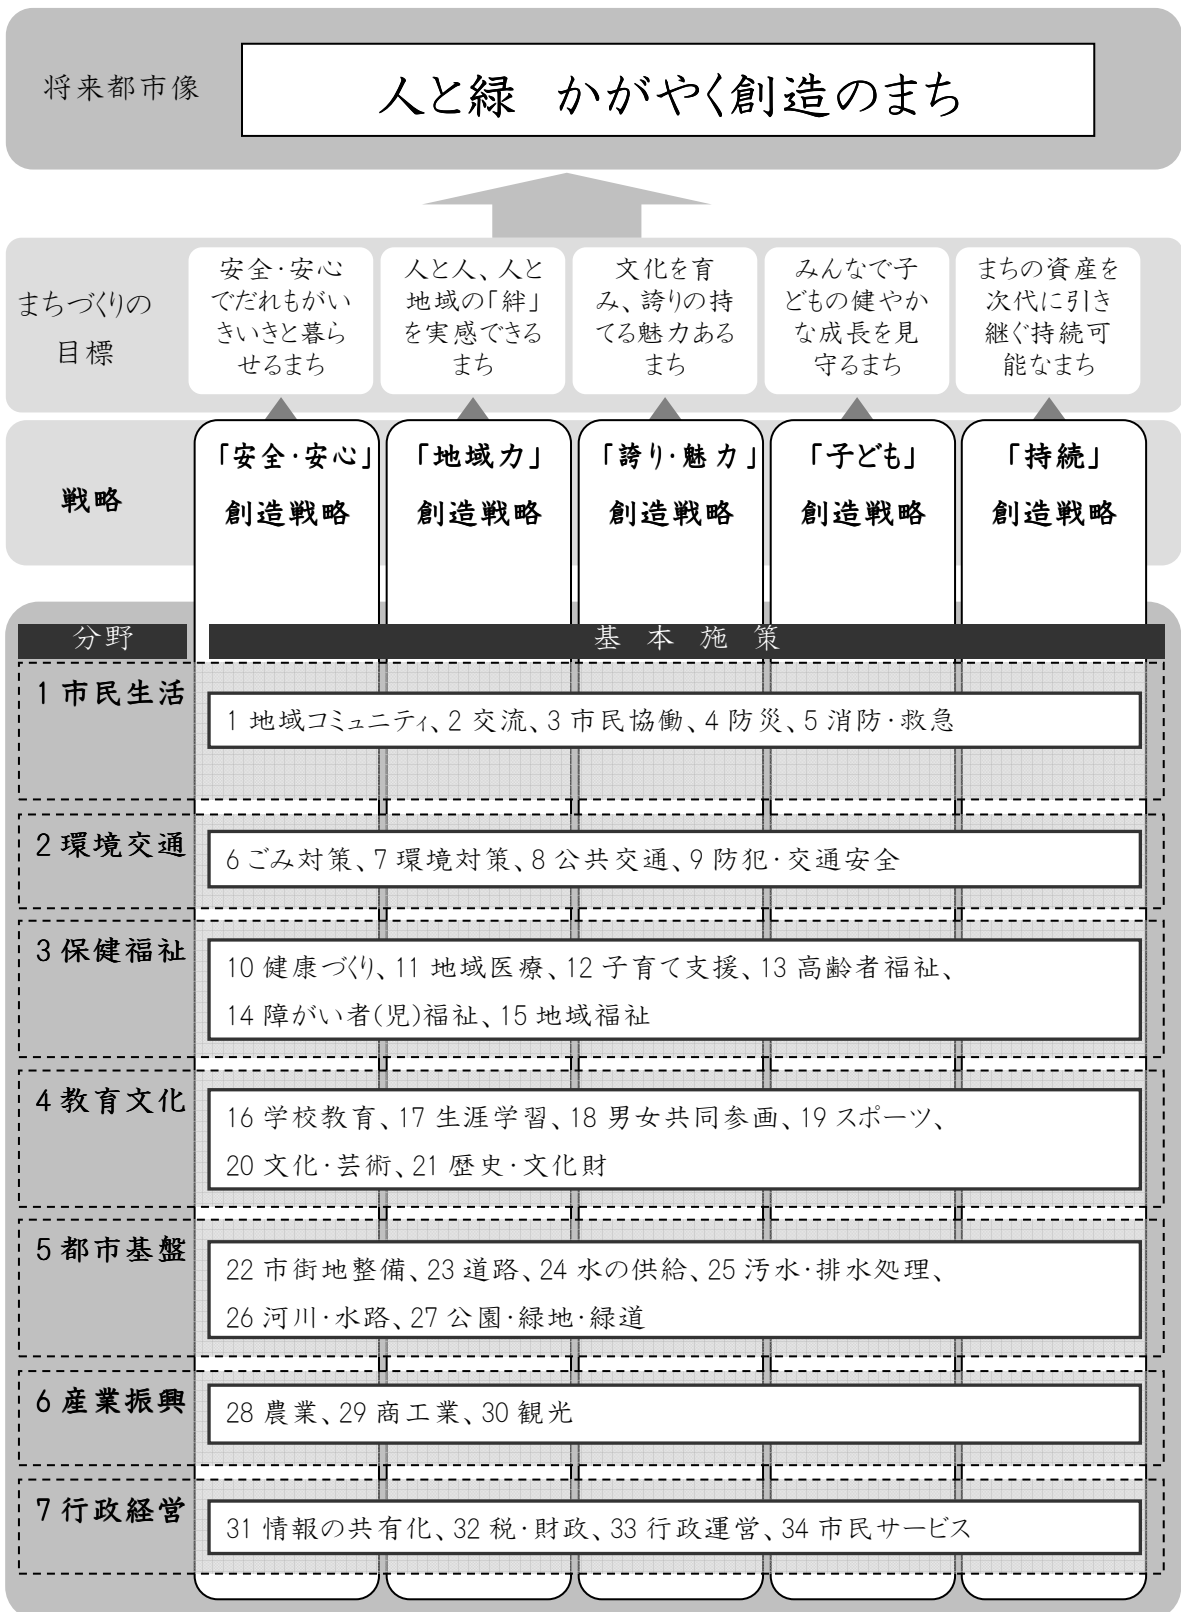 将来都市像
人と緑 かがやく創造のまち
まちづくりの
目標
安全・安心
でだれもがい
きいきと暮ら
せるまち
人と人、人と
地域の「絆」
を実感できる
まち
文化を育
み、誇りの持
てる魅力ある
まち
みんなで子
どもの健やか
な成長を見
守るまち
まちの資産を
次代に引き
継ぐ持続可
能なまち
戦略
「安全・安心」
創造戦略
「地域力」
創造戦略
「誇り・魅力」
創造戦略
「子ども」
創造戦略
「持続」
創造戦略
分野
基本施策
1 市民生活
1 地域コミュニティ、2 交流、3 市民協働、4 防災、5 消防・救急
2 環境交通
6 ごみ対策、7 環境対策、8 公共交通、9 防犯・交通安全
3 保健福祉
10 健康づくり、11 地域医療、12 子育て支援、13 高齢者福祉、
14 障がい者(児)福祉、15 地域福祉
4 教育文化
16 学校教育、17 生涯学習、18 男女共同参画、19 スポーツ、
20 文化・芸術、21 歴史・文化財
5 都市基盤
22 市街地整備、23 道路、24 水の供給、25 汚水・排水処理、
26 河川・水路、27 公園・緑地・緑道
6 産業振興
28 農業、29 商工業、30 観光
7 行政経営
31 情報の共有化、32 税・財政、33 行政運営、34 市民サービス